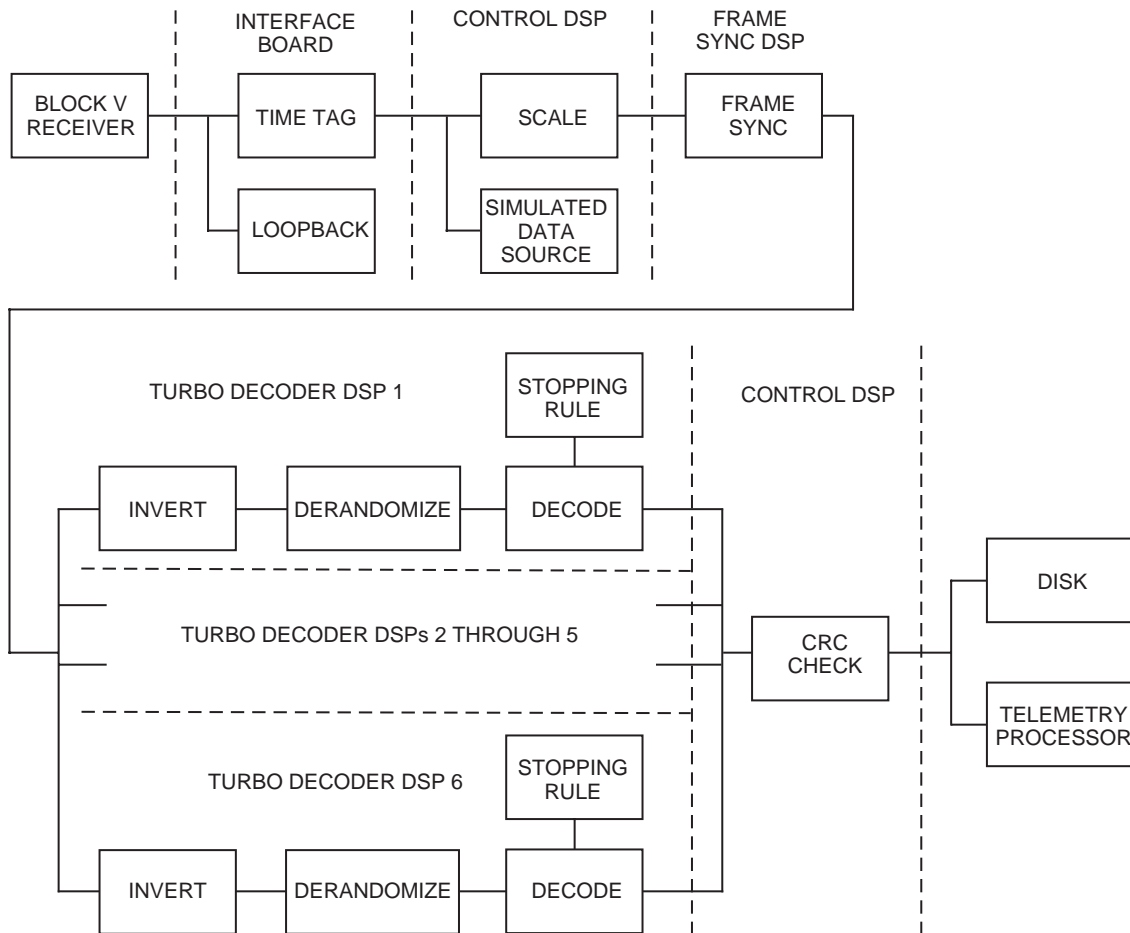 INTERFACE
BOARD
CONTROL DSP
FRAME
SYNC DSP
BLOCK V
RECEIVER
TIME TAG
SCALE
FRAME
SYNC
LOOPBACK
SIMULATED
DATA
SOURCE
TURBO DECODER DSP 1
STOPPING
RULE
CONTROL DSP
INVERT
DERANDOMIZE
DECODE
TURBO DECODER DSPs 2 THROUGH 5
CRC
CHECK
DISK
TELEMETRY
PROCESSOR
TURBO DECODER DSP 6
STOPPING
RULE
INVERT
DERANDOMIZE
DECODE